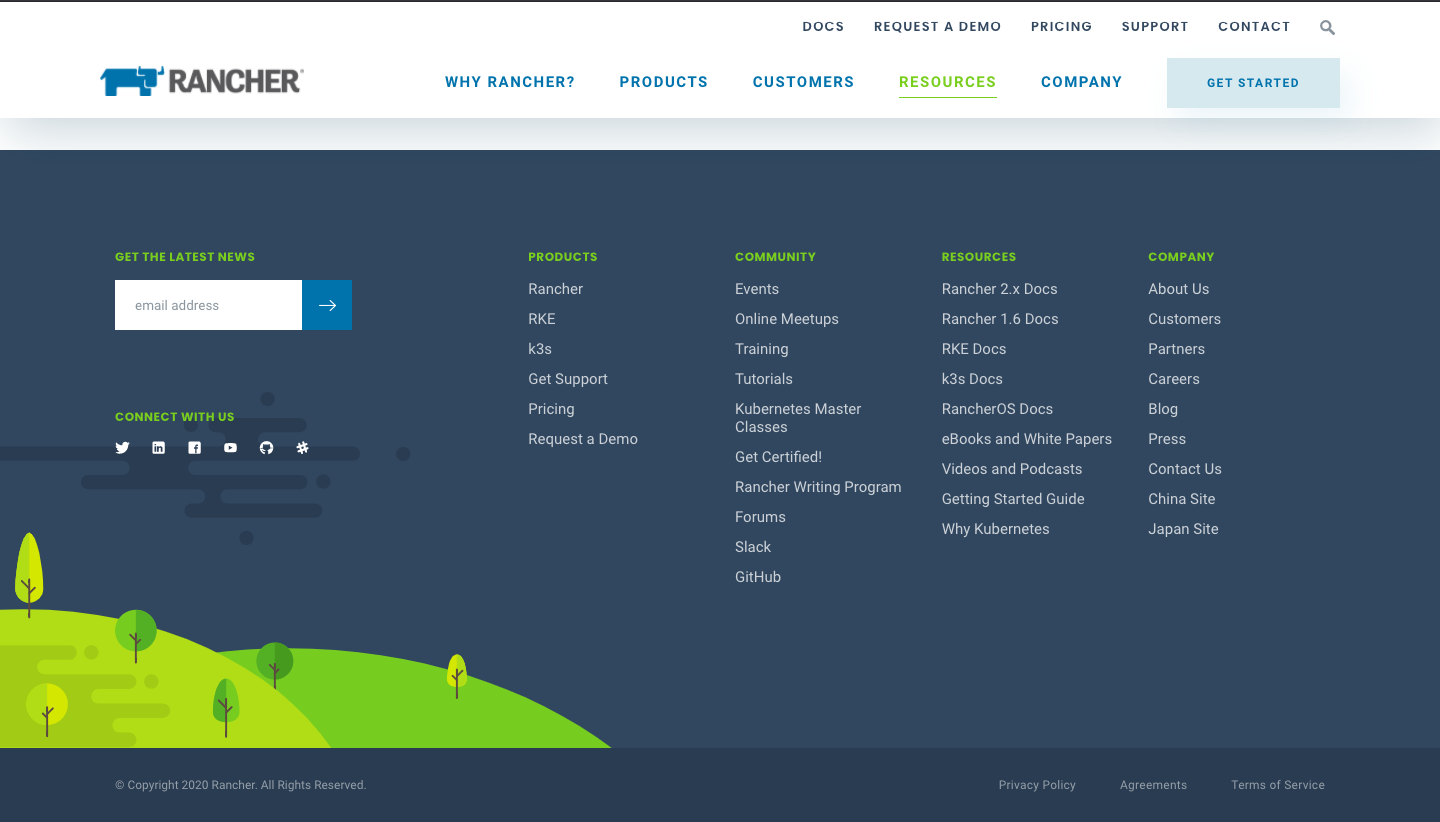 DOCS REQUEST A DEMO PRICING SUPPORT CONTACT
RANCHER®
WHY RANCHER? PRODUCTS CUSTOMERS RESOURCES COMPANY GET STARTED
GET THE LATEST NEWS
email address
CONNECT WITH US
PRODUCTS
Rancher
RKE
k3s
Get Support
Pricing
Request a Demo
COMMUNITY
Events
Online Meetups
Training
Tutorials
Kubernetes Master
Classes
Get Certified!
Rancher Writing Program
Forums
Slack
GitHub
RESOURCES
Rancher 2.x Docs
Rancher 1.6 Docs
RKE Docs
k3s Docs
RancherOS Docs
eBooks and White Papers
Videos and Podcasts
Getting Started Guide
Why Kubernetes
COMPANY
About Us
Customers
Partners
Careers
Blog
Press
Contact Us
China Site
Japan Site
© Copyright 2020 Rancher. All Rights Reserved.
Privacy Policy Agreements Terms of Service